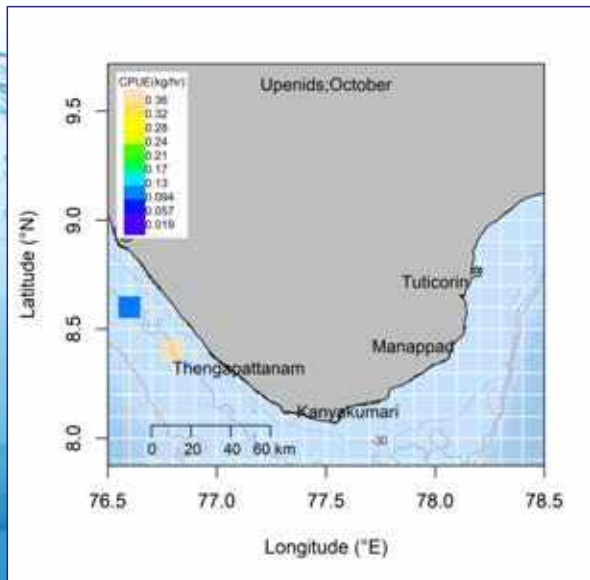 CPUE(kg/hr)
Upenids;October
0.36
0.32
0.28
0.24
0.21
0.17
0.13
0.094
0.057
0.019
9.5
9.0
8.5
8.0
Latitude (°N)
Tuticorin
Manappad
Thengapattanam
Kanyakumari
-30
0 20 40 60 km
76.5 77.0 77.5 78.0 78.5
Longitude (°E)